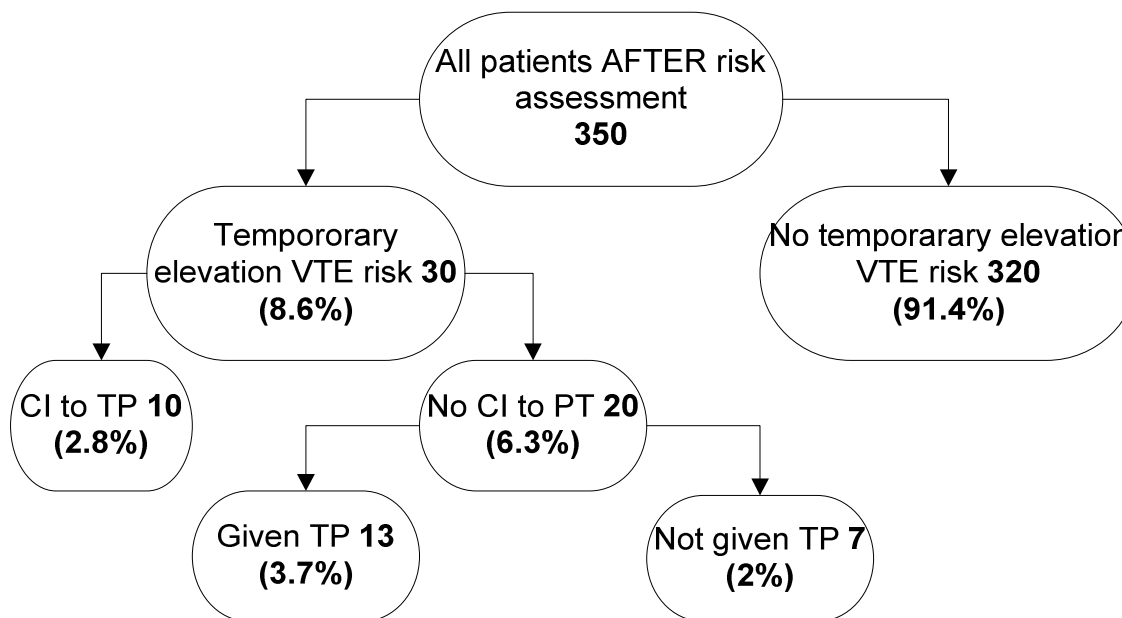 All patients AFTER risk
assessment
350
Tempororary
elevation VTE risk 30
(8.6%)
No temporarary elevation
VTE risk 320
(91.4%)
CI to TP 10
(2.8%)
No CI to PT 20
(6.3%)
Given TP 13
(3.7%)
Not given TP 7
(2%)